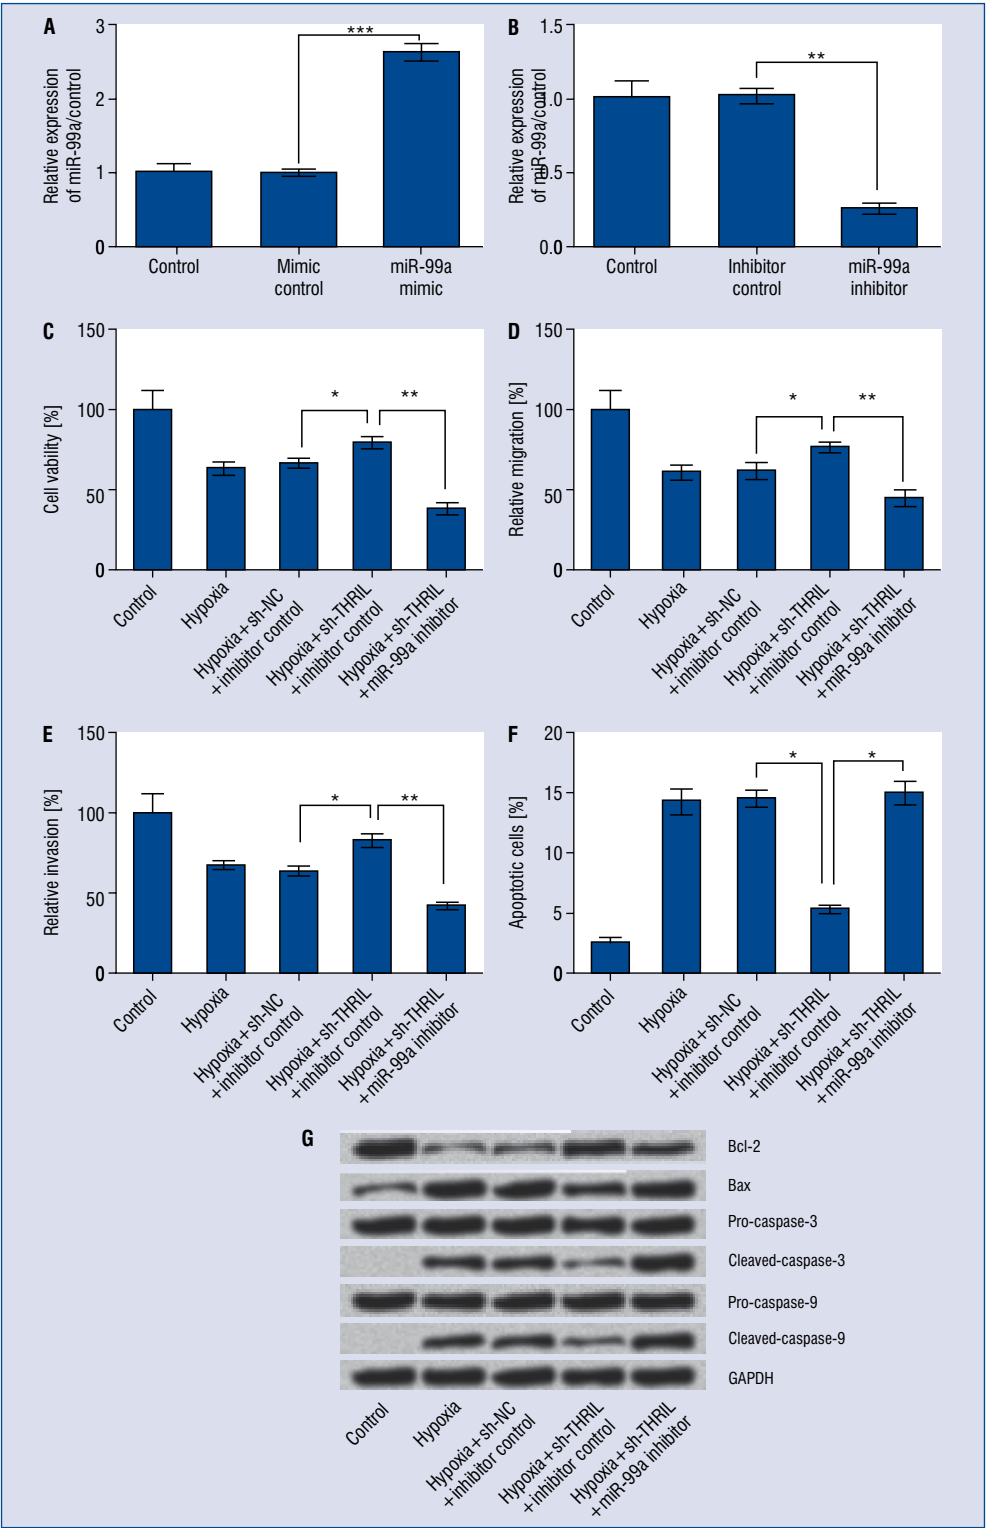 A
Relative expression
of miR-99a/control
3
2
1
0
***
Control
Mimic
control
miR-99a
mimic
B
Relative expression
of miR-99a/control
1.5
1.0
0.5
0.0
**
Control
Inhibitor
control
miR-99a
inhibitor
C
Cell vability [%]
150
100
50
0
*
**
Control
Hypoxia
Hypoxia+sh-NC
+inhibitor control
Hypoxia+sh-THRIL
+inhibitor control
Hypoxia+sh-THRIL
+miR-99a inhibitor
D
Relative migration [%]
150
100
50
0
*
**
Control
Hypoxia
Hypoxia+sh-NC
+inhibitor control
Hypoxia+sh-THRIL
+inhibitor control
Hypoxia+sh-THRIL
+miR-99a inhibitor
E
Relative invasion [%]
150
100
50
0
*
**
Control
Hypoxia
Hypoxia+sh-NC
+inhibitor control
Hypoxia+sh-THRIL
+inhibitor control
Hypoxia+sh-THRIL
+miR-99a inhibitor
F
Apoptotic cells [%]
20
15
10
5
0
*
*
Control
Hypoxia
Hypoxia+sh-NC
+inhibitor control
Hypoxia+sh-THRIL
+inhibitor control
Hypoxia+sh-THRIL
+miR-99a inhibitor
G
Bcl-2
Bax
Pro-caspase-3
Cleaved-caspase-3
Pro-caspase-9
Cleaved-caspase-9
GAPDH
Control
Hypoxia
Hypoxia+sh-NC
+inhibitor control
Hypoxia+sh-THRIL
+inhibitor control
Hypoxia+sh-THRIL
+miR-99a inhibitor